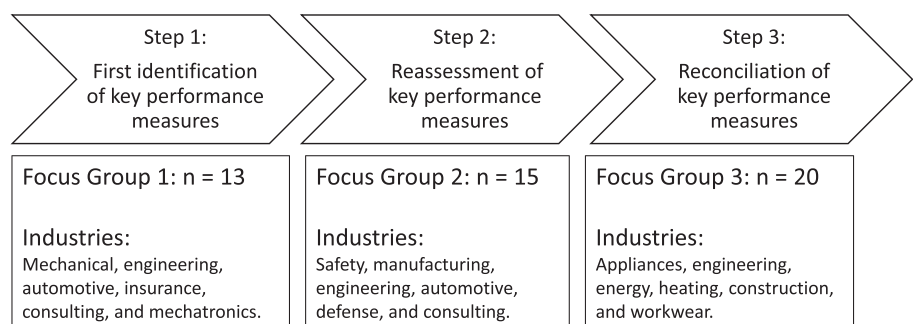 Step 1:
First identification
of key performance
measures
Step 2:
Reassessment of
key performance
measures
Step 3:
Reconciliation of
key performance
measures
Focus Group 1: n = 13
Industries:
Mechanical, engineering,
automotive, insurance,
consulting, and mechatronics.
Focus Group 2: n = 15
Industries:
Safety, manufacturing,
engineering, automotive,
defense, and consulting.
Focus Group 3: n = 20
Industries:
Appliances, engineering,
energy, heating, construction,
and workwear.